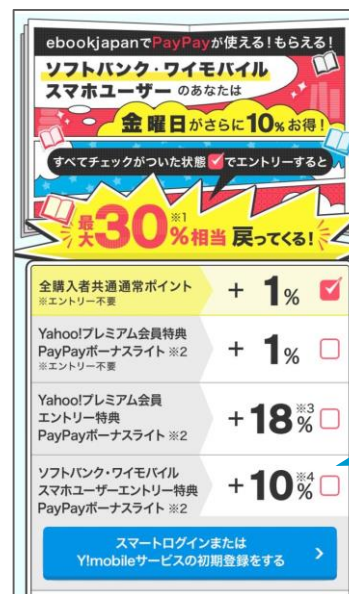 ebookjapanでPayPayが使える!もらえる!
ソフトバンク・ワイモバイル
スマホユーザーのあなたは
金曜日がさらに10%お得!
すべてチェックがついた状態でエントリーすると
最大30%※1相当 戻ってくる!
全購入者共通通常ポイント
※エントリー不要
+1%
Yahoo!プレミアム会員特典
PayPayボーナスライト ※2
※エントリー不要
+1%
Yahoo!プレミアム会員
エントリー特典
PayPayボーナスライト ※2
+18%※3
ソフトバンク・ワイモバイル
スマホユーザーエントリー特典
PayPayボーナスライト ※2
+10%※4
スマートログインまたは
Y!mobileサービスの初期登録をする